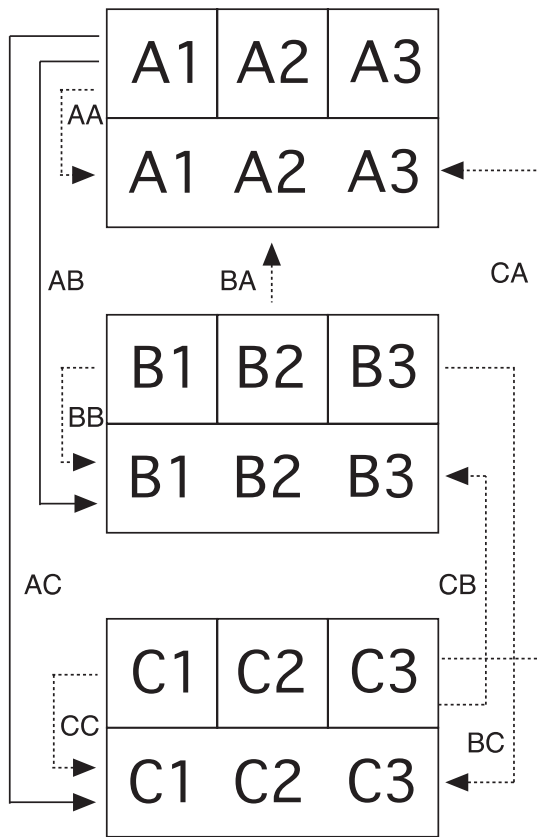 A1 A2 A3
AA
A1 A2 A3
AB BA CA
B1 B2 B3
BB
B1 B2 B3
AC CB
C1 C2 C3
CC BC
C1 C2 C3